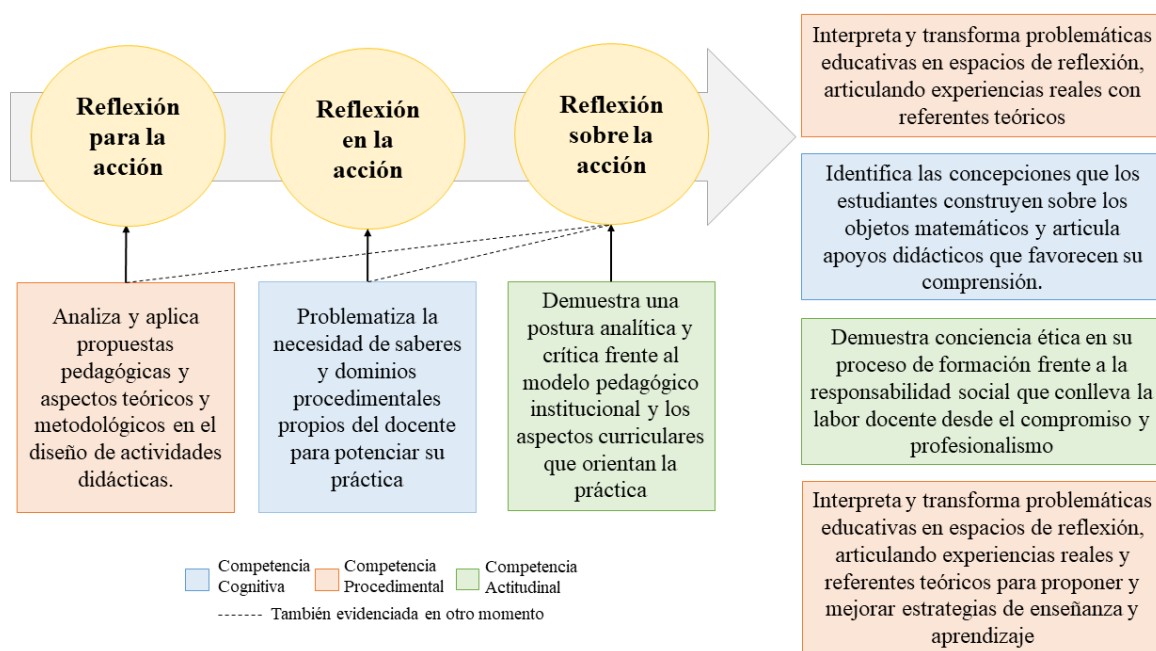 Reflexión
para la
acción
Reflexión
en la
acción
Reflexión
sobre la
acción
Analiza y aplica
propuestas
pedagógicas y
aspectos teóricos y
metodológicos en el
diseño de actividades
didácticas.
Problematiza la
necesidad de saberes
y dominios
procedimentales
propios del docente
para potenciar su
práctica
Demuestra una
postura analítica y
crítica frente al
modelo pedagógico
institucional y los
aspectos curriculares
que orientan la
práctica
Competencia
Cognitiva
Competencia
Procedimental
Competencia
Actitudinal
También evidenciada en otro momento
Interpreta y transforma problemáticas
educativas en espacios de reflexión,
articulando experiencias reales con
referentes teóricos
Identifica las concepciones que los
estudiantes construyen sobre los
objetos matemáticos y articula
apoyos didácticos que favorecen su
comprensión.
Demuestra conciencia ética en su
proceso de formación frente a la
responsabilidad social que conlleva la
labor docente desde el compromiso y
profesionalismo
Interpreta y transforma problemáticas
educativas en espacios de reflexión,
articulando experiencias reales y
referentes teóricos para proponer y
mejorar estrategias de enseñanza y
aprendizaje